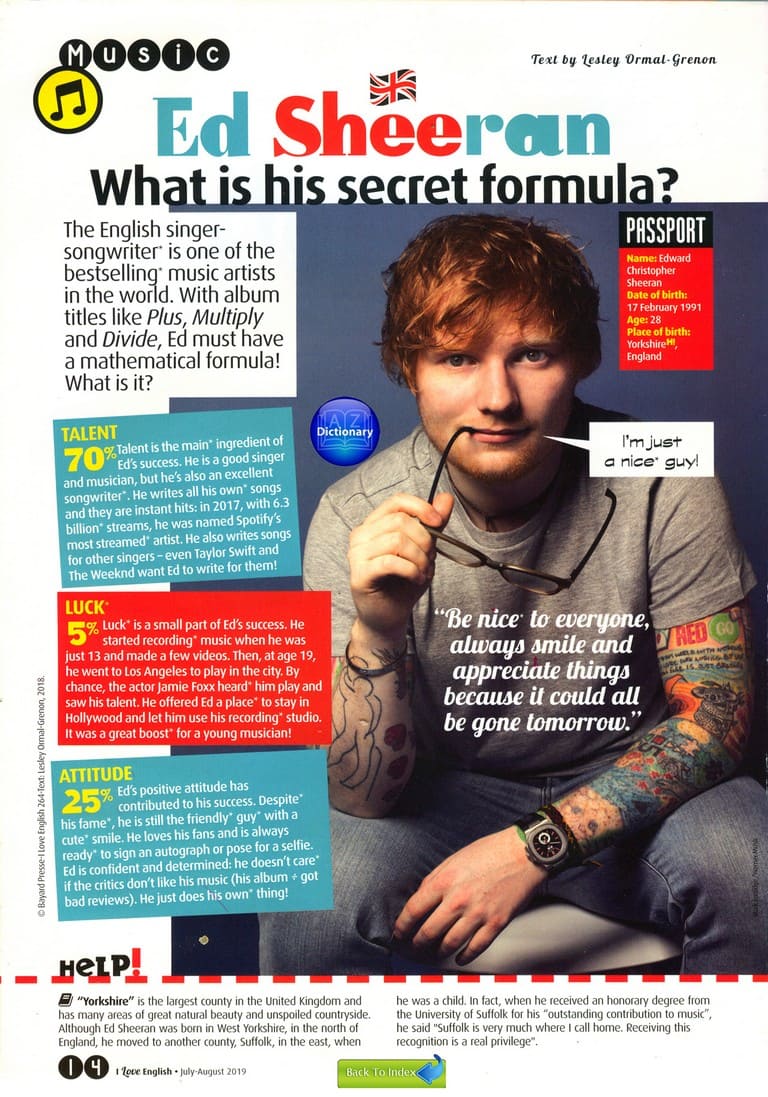 MUSIC
Text by Lesley Ormal-Grenon
Ed Sheeran
What is his secret formula?
The English singer-
songwriter* is one of the
bestselling* music artists
in the world. With album
titles like Plus, Multiply
and Divide, Ed must have
a mathematical formula!
What is it?
PASSPORT
Name: Edward
Christopher
Sheeran
Date of birth:
17 February 1991
Age: 28
Place of birth:
Yorkshire H!,
England
TALENT
70% Talent is the main* ingredient of
Ed's success. He is a good singer
and musician, but he's also an excellent
songwriter*. He writes all his own* songs
and they are instant hits: in 2017, with 6.3
billion* streams, he was named Spotify's
most streamed* artist. He also writes songs
for other singers – even Taylor Swift and
The Weeknd want Ed to write for them!
A Z
Dictionary
I'm just
a nice* guy!
LUCK*
5% Luck* is a small part of Ed's success. He
started recording* music when he was
just 13 and made a few videos. Then, at age 19,
he went to Los Angeles to play in the city. By
chance, the actor Jamie Foxx heard* him play and
saw his talent. He offered Ed a place* to stay in
Hollywood and let him use his recording* studio.
It was a great boost* for a young musician!
"Be nice* to everyone,
always smile and
appreciate things
because it could all
be gone tomorrow."
RED
GO
ATTITUDE
25% Ed's positive attitude has
contributed to his success. Despite*
his fame*, he is still the friendly* guy* with a
cute* smile. He loves his fans and is always
ready* to sign an autograph or pose for a selfie.
Ed is confident and determined: he doesn't care*
if the critics don't like his music (his album ÷ got
bad reviews). He just does his own* thing!
© Bayard Presse-I Love English 264-Text: Lesley Ormal-Grenon, 2018.
HELP!
"Yorkshire" is the largest county in the United Kingdom and
has many areas of great natural beauty and unspoiled countryside.
Although Ed Sheeran was born in West Yorkshire, in the north of
England, he moved to another county, Suffolk, in the east, when
he was a child. In fact, when he received an honorary degree from
the University of Suffolk for his "outstanding contribution to music",
he said "Suffolk is very much where I call home. Receiving this
recognition is a real privilege".
14
I Love English • July-August 2019
Back To Index